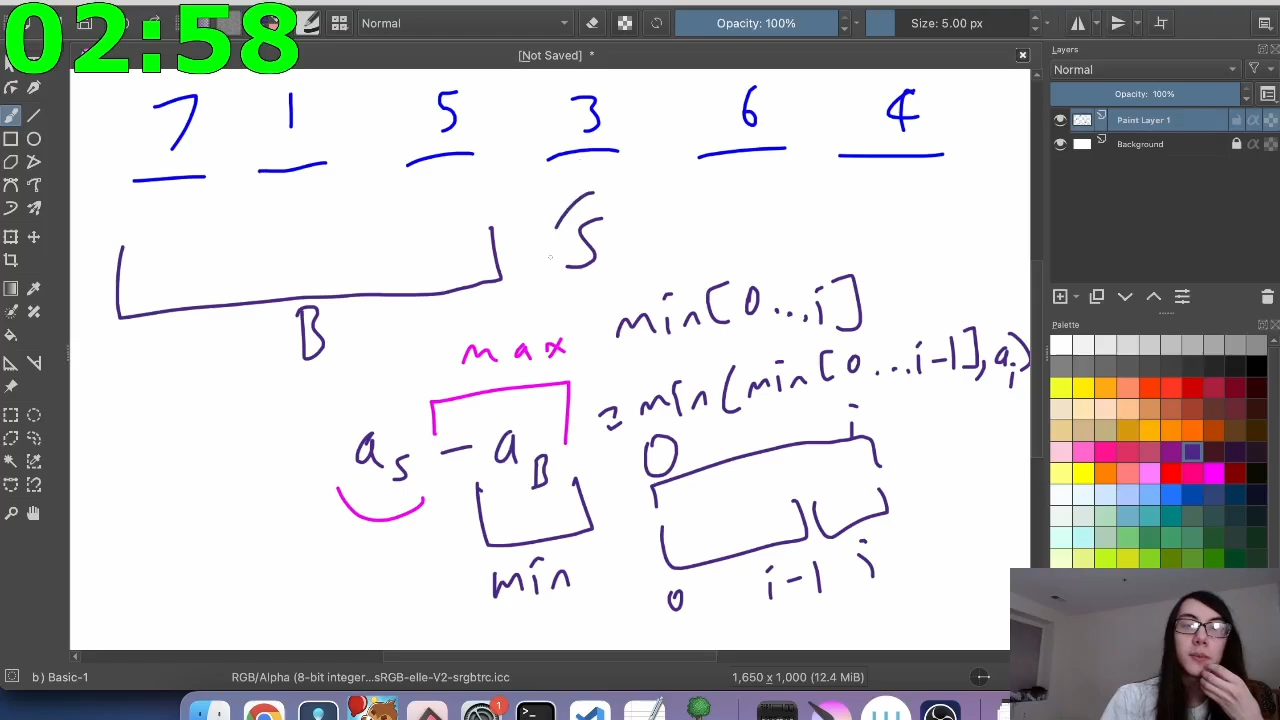 02:58
Normal
Opacity: 100%
Size: 5.00 px
[Not Saved] *
7 1 5 3 6 4
S
B
min[0...i]
= min(min[0...i-1], ai)
max
aS - aB
min
0 i
0 i-1 i
Layers
Normal
Opacity: 100%
Paint Layer 1
Background
Palette
b) Basic-1
RGB/Alpha (8-bit integer...sRGB-elle-V2-srgbtrc.icc
1,650 x 1,000 (12.4 MiB)
1